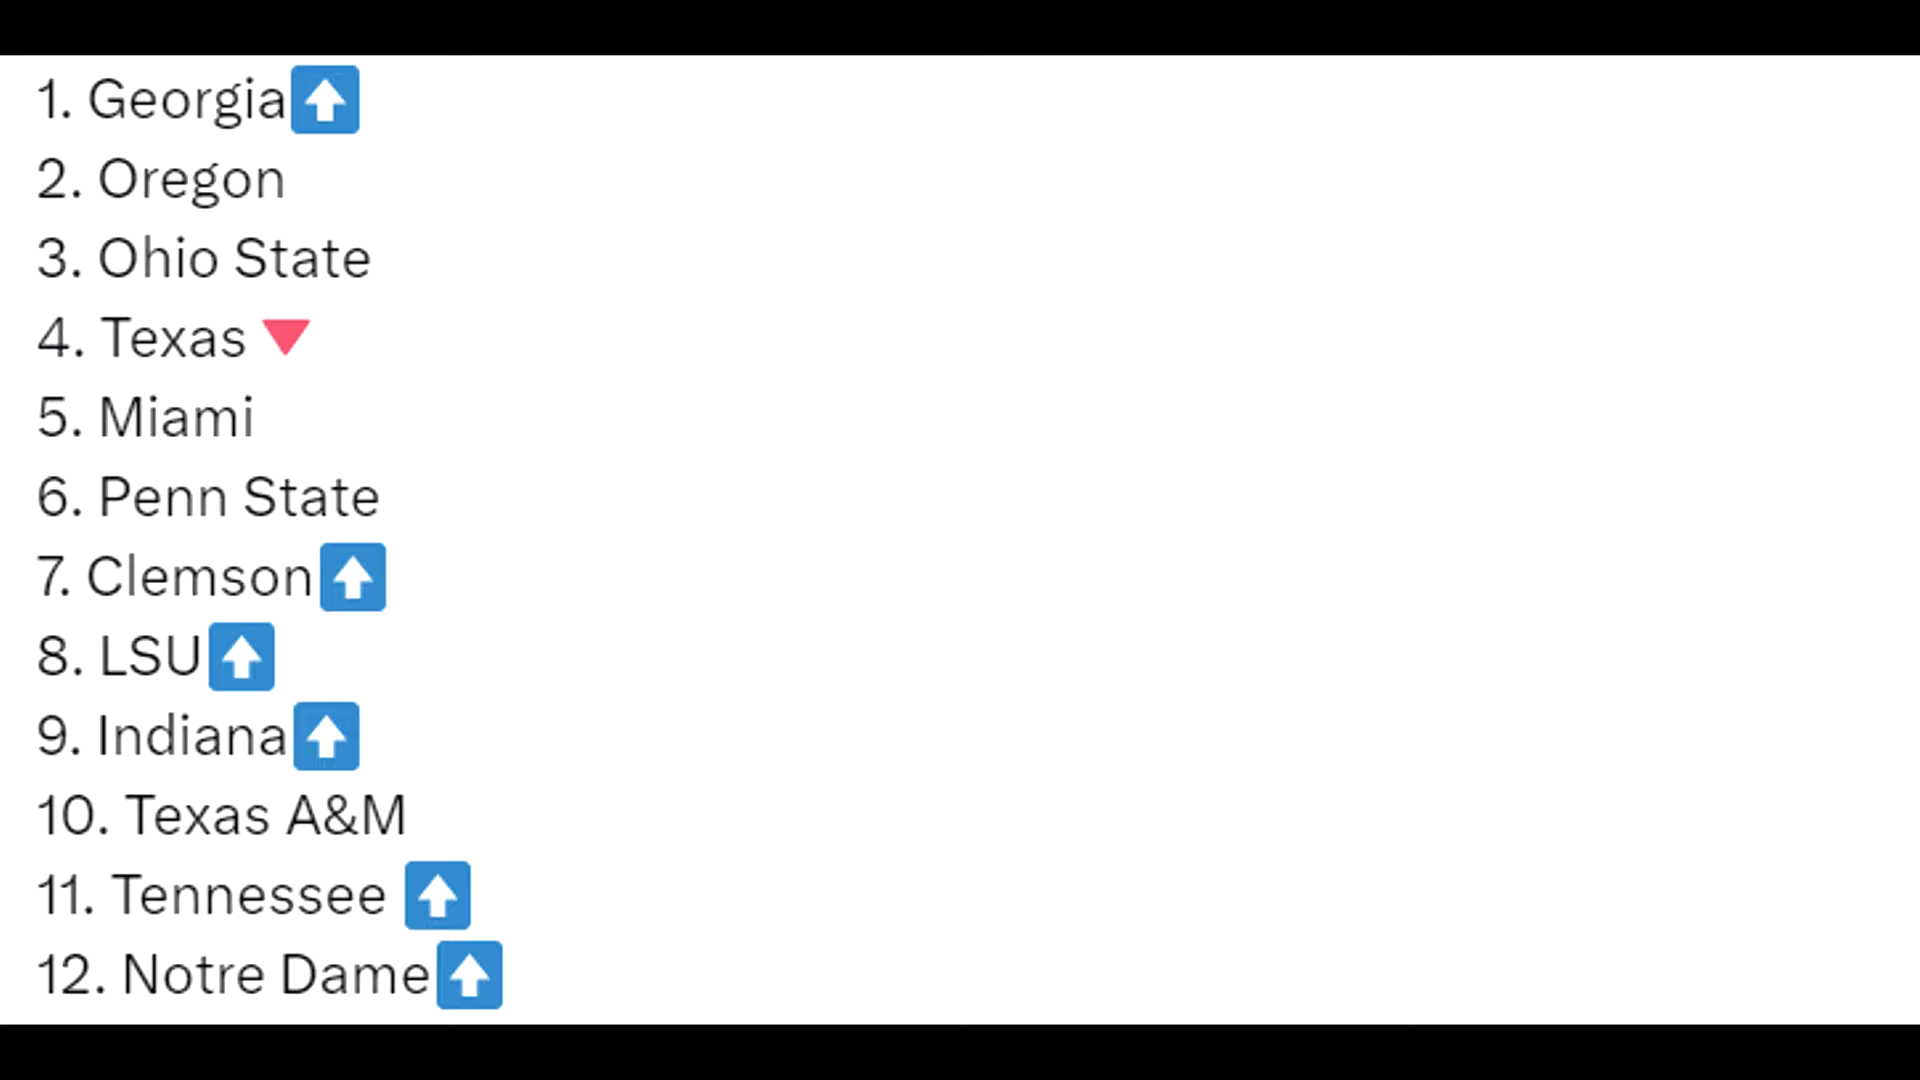 1. Georgia⬆️
2. Oregon
3. Ohio State
4. Texas 🔻
5. Miami
6. Penn State
7. Clemson⬆️
8. LSU⬆️
9. Indiana⬆️
10. Texas A&M
11. Tennessee ⬆️
12. Notre Dame⬆️